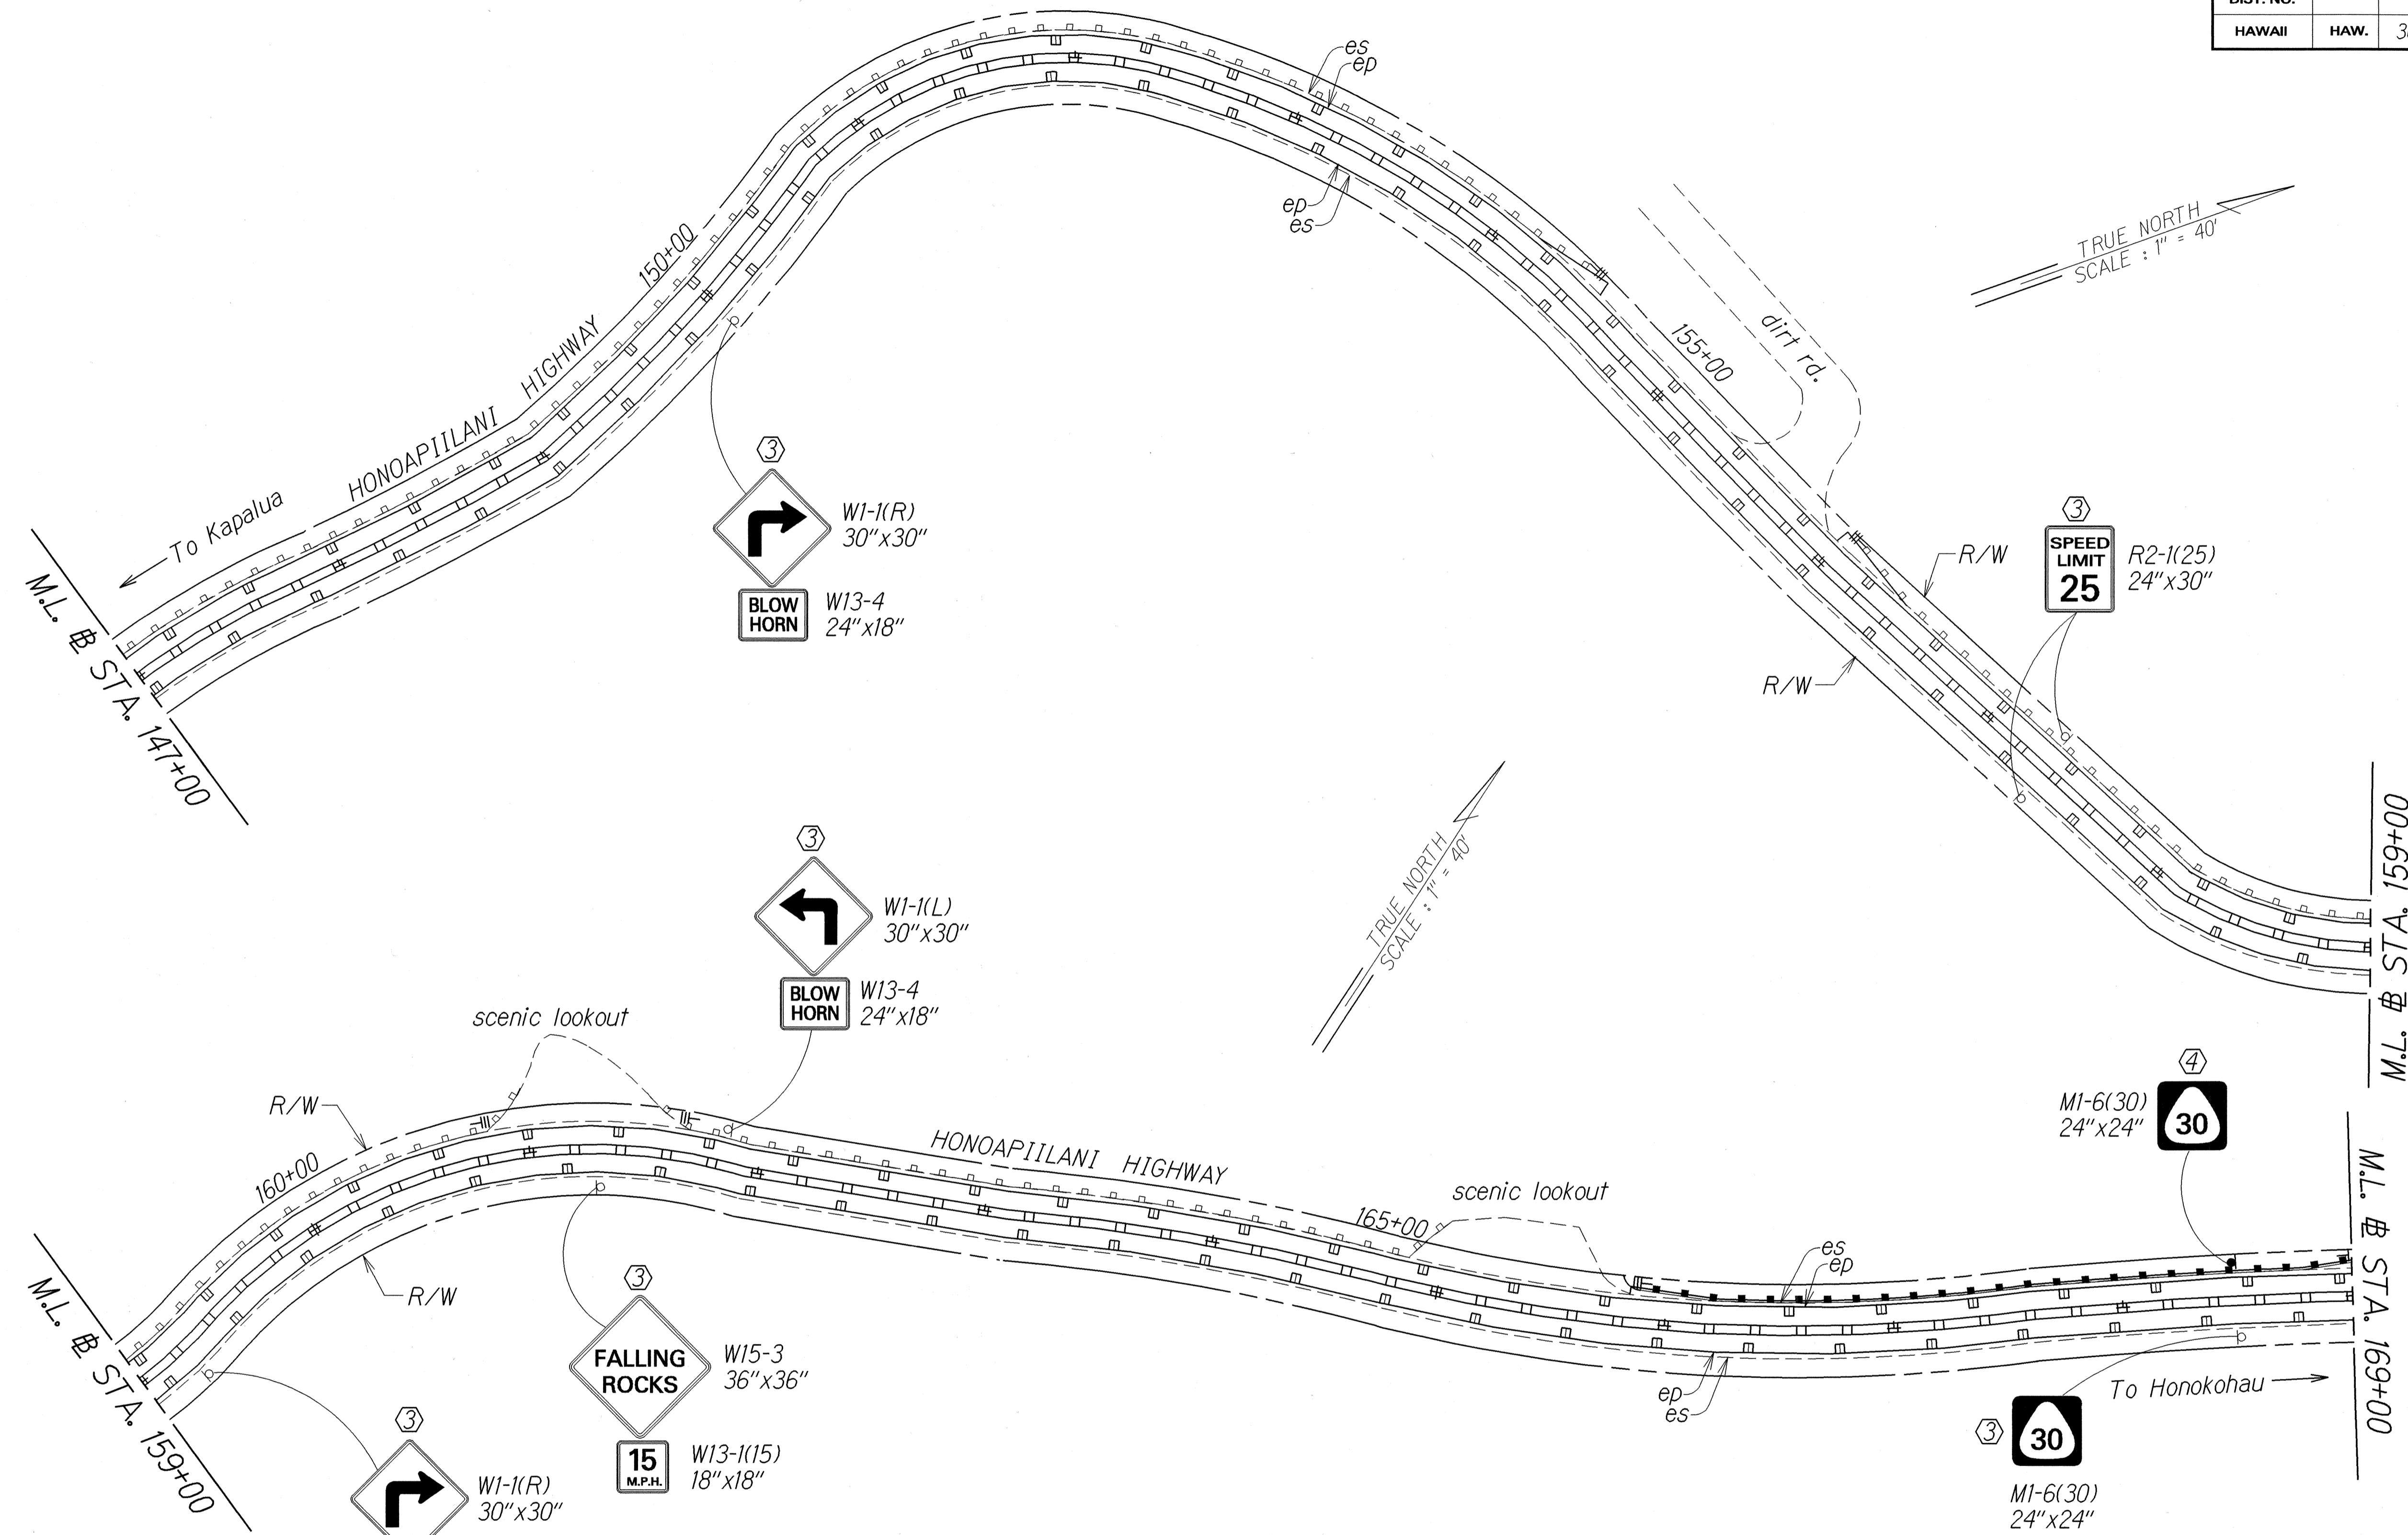 DIST. NO.
HAWAII HAW.
es
ep
ep
es
TRUE NORTH
SCALE : 1" = 40'
150+00
HONOAPIILANI HIGHWAY
To Kapalua
155+00
dirt rd.
3
W1-1(R)
30"x30"
BLOW
HORN
W13-4
24"x18"
3
SPEED
LIMIT
25
R2-1(25)
24"x30"
R/W
R/W
M.L. BL STA. 147+00
M.L. BL STA. 159+00
TRUE NORTH
SCALE : 1" = 40'
3
W1-1(L)
30"x30"
BLOW
HORN
W13-4
24"x18"
scenic lookout
R/W
160+00
HONOAPIILANI HIGHWAY
165+00
scenic lookout
es
ep
4
30
M1-6(30)
24"x24"
R/W
3
FALLING
ROCKS
W15-3
36"x36"
15
M.P.H.
W13-1(15)
18"x18"
ep
es
To Honokohau
3
30
M1-6(30)
24"x24"
3
W1-1(R)
30"x30"
M.L. BL STA. 159+00
M.L. BL STA. 169+00